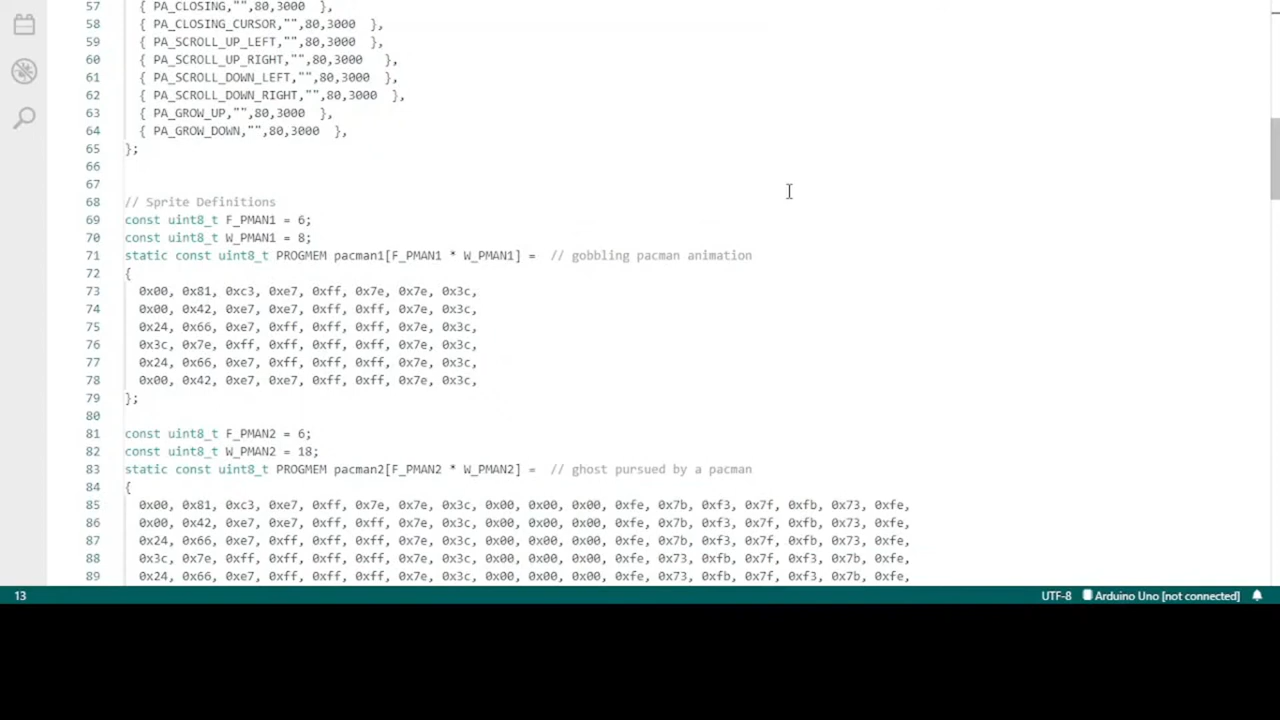 57 { PA_CLOSING,"",80,3000 },
58 { PA_CLOSING_CURSOR,"",80,3000 },
59 { PA_SCROLL_UP_LEFT,"",80,3000 },
60 { PA_SCROLL_UP_RIGHT,"",80,3000 },
61 { PA_SCROLL_DOWN_LEFT,"",80,3000 },
62 { PA_SCROLL_DOWN_RIGHT,"",80,3000 },
63 { PA_GROW_UP,"",80,3000 },
64 { PA_GROW_DOWN,"",80,3000 },
65 };
66
67
68 // Sprite Definitions
69 const uint8_t F_PMAN1 = 6;
70 const uint8_t W_PMAN1 = 8;
71 static const uint8_t PROGMEM pacman1[F_PMAN1 * W_PMAN1] = // gobbling pacman animation
72 {
73 0x00, 0x81, 0xc3, 0xe7, 0xff, 0x7e, 0x7e, 0x3c,
74 0x00, 0x42, 0xe7, 0xe7, 0xff, 0xff, 0x7e, 0x3c,
75 0x24, 0x66, 0xe7, 0xff, 0xff, 0xff, 0x7e, 0x3c,
76 0x3c, 0x7e, 0xff, 0xff, 0xff, 0xff, 0x7e, 0x3c,
77 0x24, 0x66, 0xe7, 0xff, 0xff, 0xff, 0x7e, 0x3c,
78 0x00, 0x42, 0xe7, 0xe7, 0xff, 0xff, 0x7e, 0x3c,
79 };
80
81 const uint8_t F_PMAN2 = 6;
82 const uint8_t W_PMAN2 = 18;
83 static const uint8_t PROGMEM pacman2[F_PMAN2 * W_PMAN2] = // ghost pursued by a pacman
84 {
85 0x00, 0x81, 0xc3, 0xe7, 0xff, 0x7e, 0x7e, 0x3c, 0x00, 0x00, 0x00, 0xfe, 0x7b, 0xf3, 0x7f, 0xfb, 0x73, 0xfe,
86 0x00, 0x42, 0xe7, 0xe7, 0xff, 0xff, 0x7e, 0x3c, 0x00, 0x00, 0x00, 0xfe, 0x7b, 0xf3, 0x7f, 0xfb, 0x73, 0xfe,
87 0x24, 0x66, 0xe7, 0xff, 0xff, 0xff, 0x7e, 0x3c, 0x00, 0x00, 0x00, 0xfe, 0x7b, 0xf3, 0x7f, 0xfb, 0x73, 0xfe,
88 0x3c, 0x7e, 0xff, 0xff, 0xff, 0xff, 0x7e, 0x3c, 0x00, 0x00, 0x00, 0xfe, 0x73, 0xfb, 0x7f, 0xf3, 0x7b, 0xfe,
89 0x24, 0x66, 0xe7, 0xff, 0xff, 0xff, 0x7e, 0x3c, 0x00, 0x00, 0x00, 0xfe, 0x73, 0xfb, 0x7f, 0xf3, 0x7b, 0xfe,
13 UTF-8 Arduino Uno [not connected]